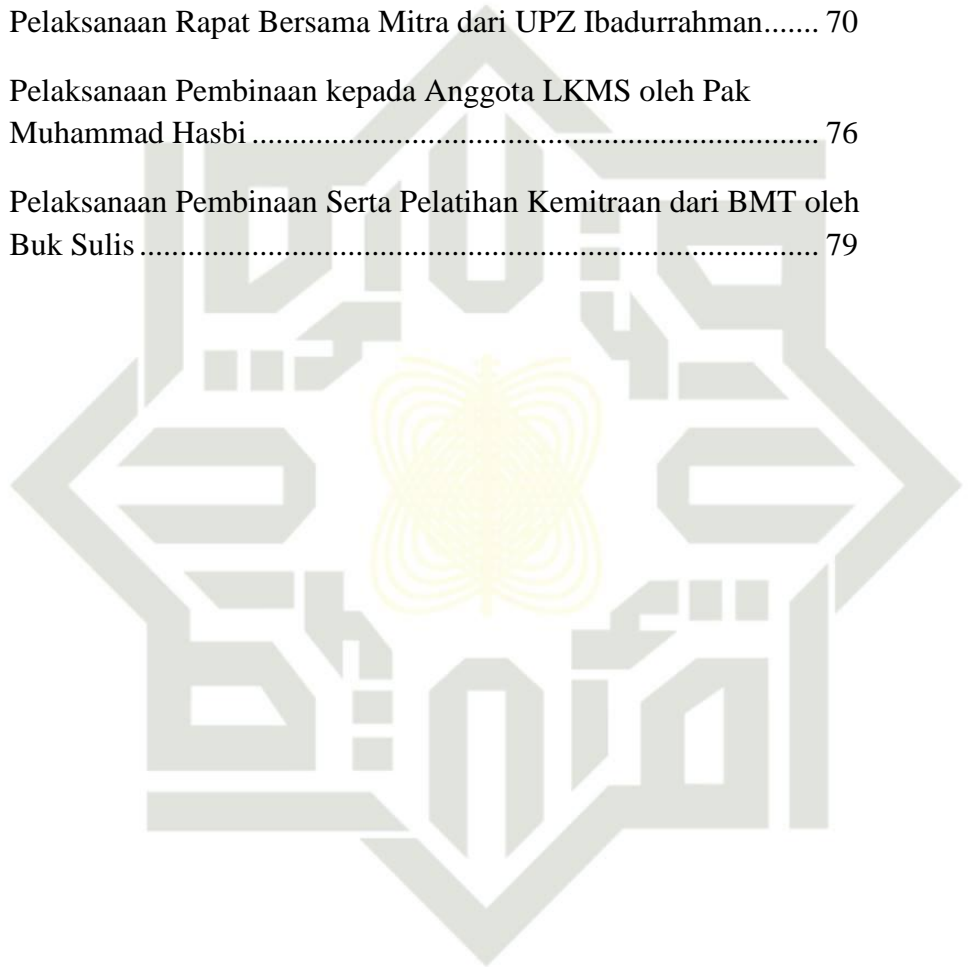 Pelaksanaan Rapat Bersama Mitra dari UPZ Ibadurrahman....... 70
Pelaksanaan Pembinaan kepada Anggota LKMS oleh Pak
Muhammad Hasbi ....................................................................... 76
Pelaksanaan Pembinaan Serta Pelatihan Kemitraan dari BMT oleh
Buk Sulis ..................................................................................... 79